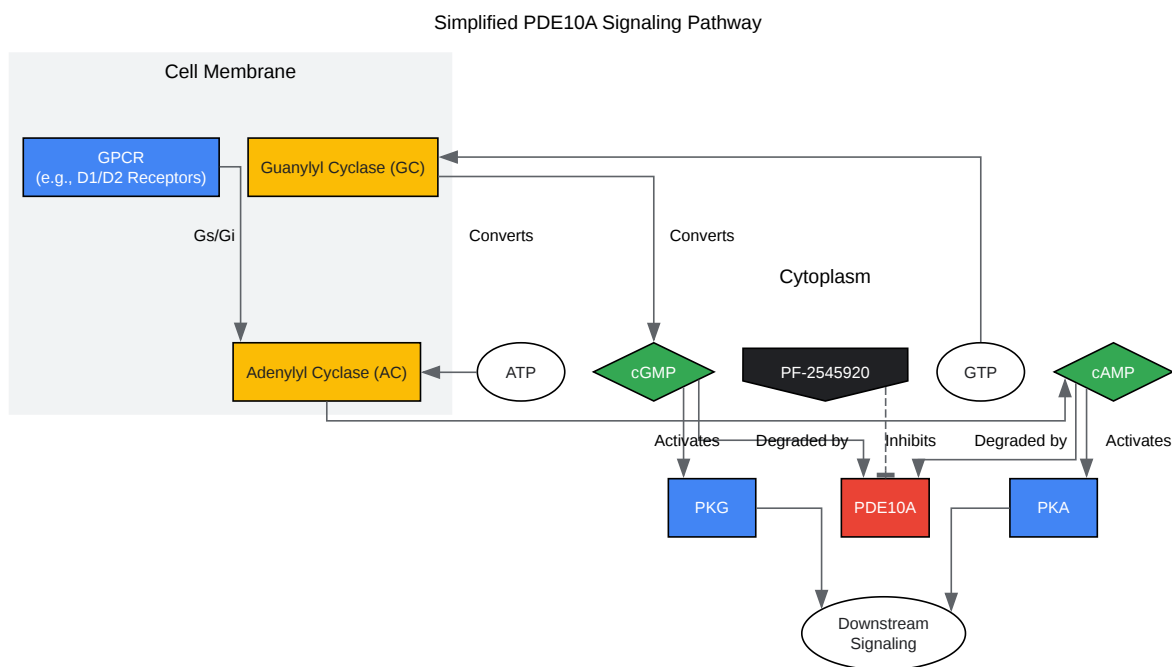 Simplified PDE10A Signaling Pathway
Cell Membrane
GPCR
(e.g., D1/D2 Receptors)
Guanylyl Cyclase (GC)
Gs/Gi
Converts
Converts
Cytoplasm
Adenylyl Cyclase (AC)
ATP
cGMP
PF-2545920
GTP
cAMP
Activates
Degraded by
Inhibits
Degraded by
Activates
PKG
PDE10A
PKA
Downstream
Signaling